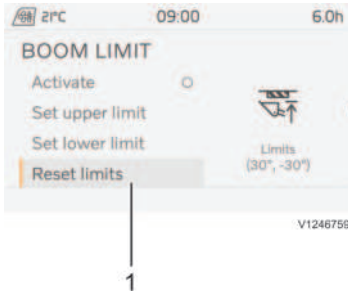 21°C 09:00 6.0h
BOOM LIMIT
Activate
Set upper limit
Set lower limit
Reset limits
Limits
(30°, -30°)
V1246759
1